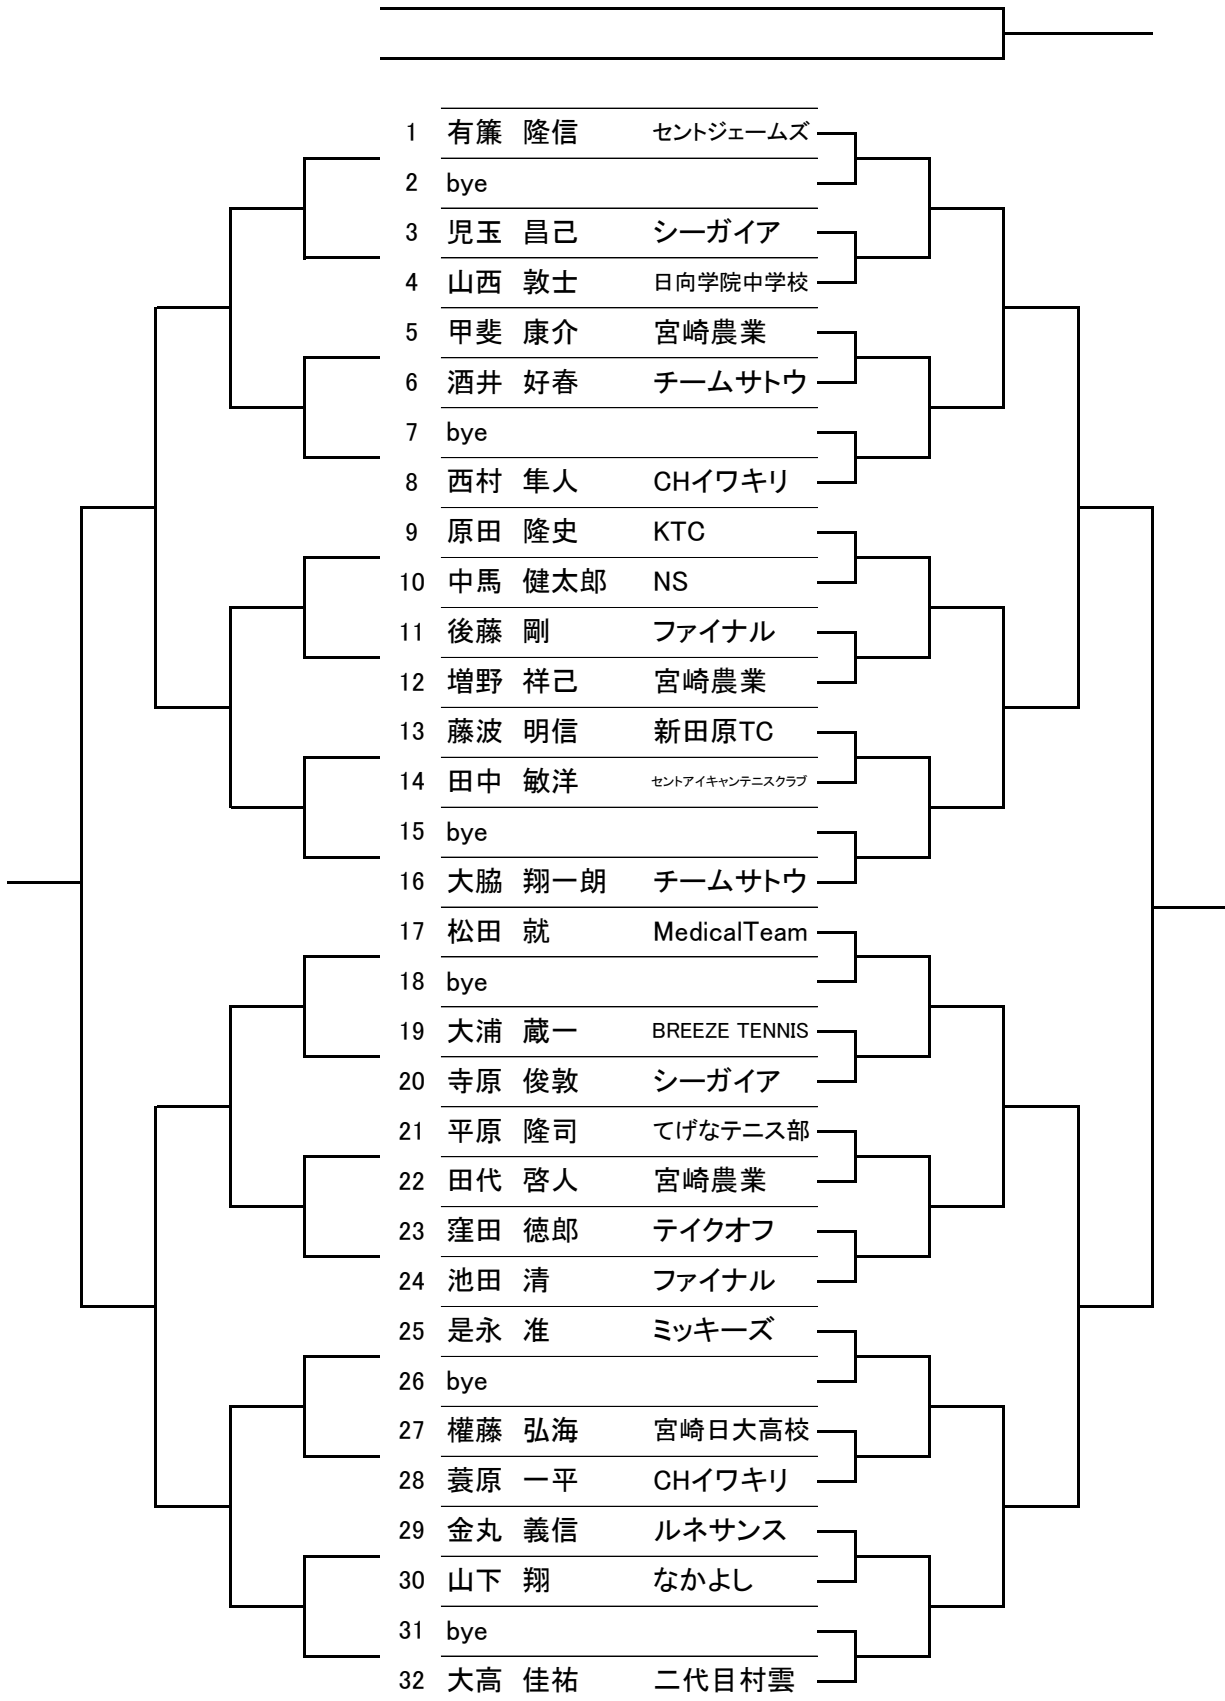 1 有簾 隆信 セントジェームズ
2 bye
3 児玉 昌己 シーガイア
4 山西 敦士 日向学院中学校
5 甲斐 康介 宮崎農業
6 酒井 好春 チームサトウ
7 bye
8 西村 隼人 CHイワキリ
9 原田 隆史 KTC
10 中馬 健太郎 NS
11 後藤 剛 ファイナル
12 増野 祥己 宮崎農業
13 藤波 明信 新田原TC
14 田中 敏洋 セントアイキャンテニスクラブ
15 bye
16 大脇 翔一朗 チームサトウ
17 松田 就 MedicalTeam
18 bye
19 大浦 蔵一 BREEZE TENNIS
20 寺原 俊敦 シーガイア
21 平原 隆司 てげなテニス部
22 田代 啓人 宮崎農業
23 窪田 徳郎 テイクオフ
24 池田 清 ファイナル
25 是永 准 ミッキーズ
26 bye
27 權藤 弘海 宮崎日大高校
28 蓑原 一平 CHイワキリ
29 金丸 義信 ルネサンス
30 山下 翔 なかよし
31 bye
32 大高 佳祐 二代目村雲